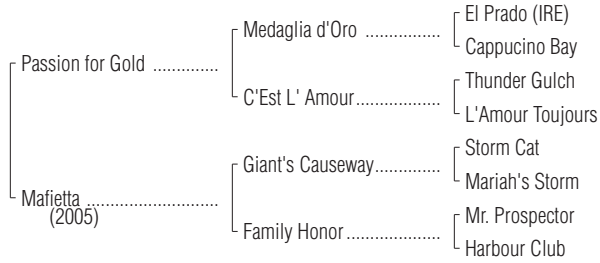 El Prado (IRE)
Medaglia d'Oro .................
Cappucino Bay
Passion for Gold ..............
Thunder Gulch
C'Est L' Amour....................
L'Amour Toujours
Storm Cat
Giant's Causeway...............
Mariah's Storm
Mafietta ............................
(2005)
Mr. Prospector
Family Honor......................
Harbour Club